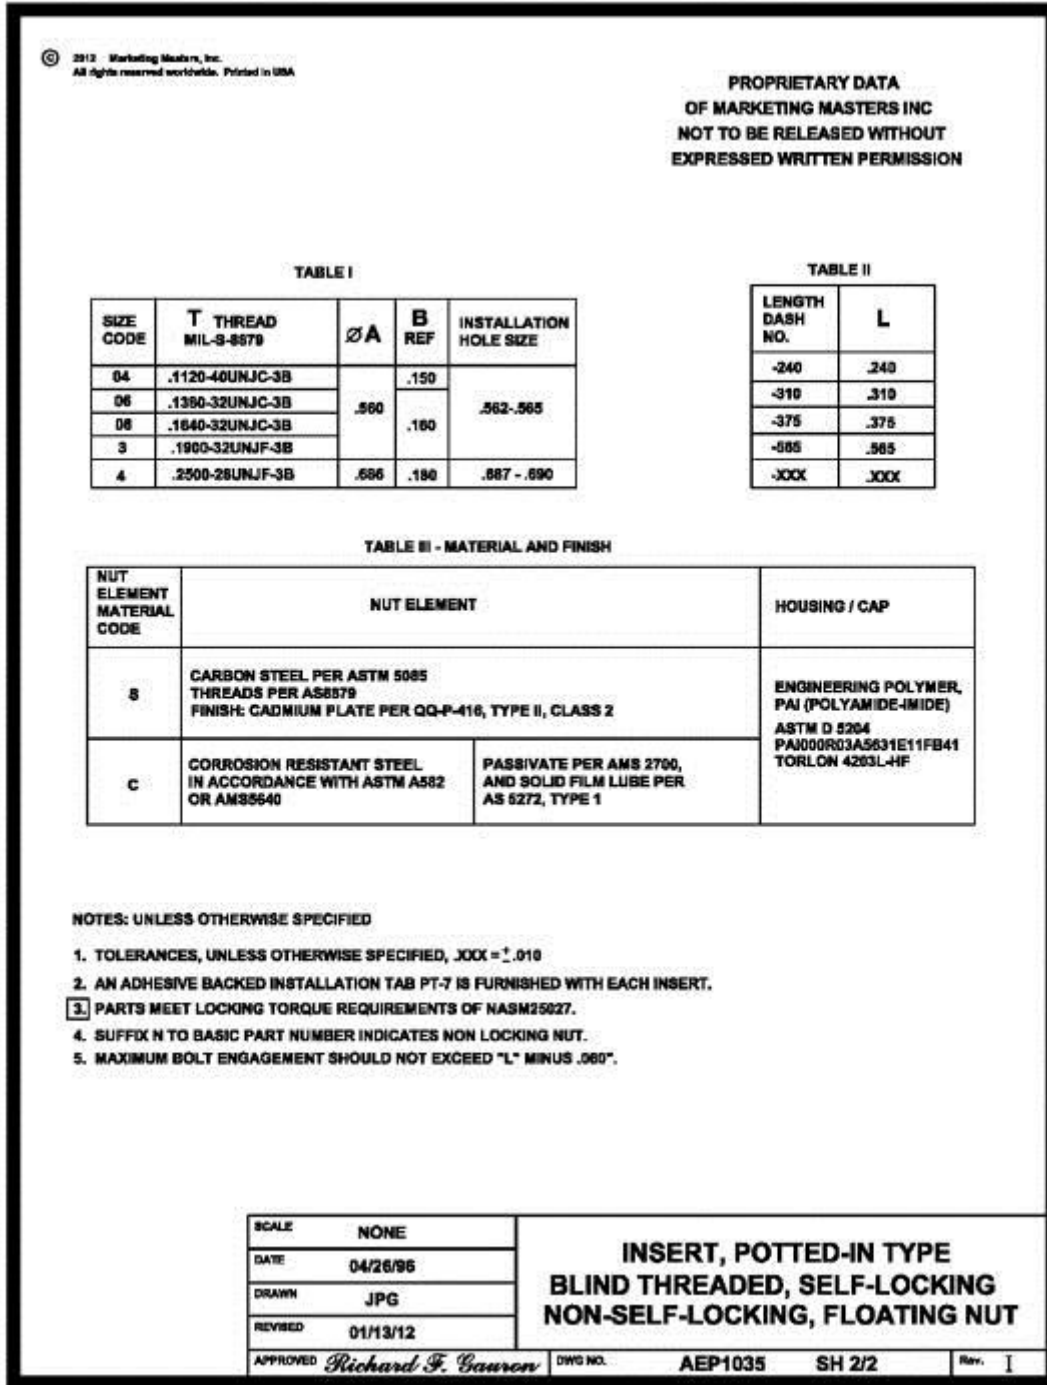 © 2012 Marketing Masters, Inc.
All rights reserved worldwide. Printed in USA
PROPRIETARY DATA
OF MARKETING MASTERS INC
NOT TO BE RELEASED WITHOUT
EXPRESSED WRITTEN PERMISSION
TABLE I
SIZE CODE T THREAD MIL-S-8879 ØA B REF INSTALLATION HOLE SIZE
04 .1120-40UNJC-3B .560 .150 .562-.565
06 .1380-32UNJC-3B .160
08 .1640-32UNJC-3B
3 .1900-32UNJF-3B
4 .2500-28UNJF-3B .686 .180 .687 - .690
TABLE II
LENGTH DASH NO. L
-240 .240
-310 .310
-375 .375
-565 .565
-XXX .XXX
TABLE III - MATERIAL AND FINISH
NUT ELEMENT MATERIAL CODE NUT ELEMENT HOUSING / CAP
S
CARBON STEEL PER ASTM 5085
THREADS PER AS8879
FINISH: CADMIUM PLATE PER QQ-P-416, TYPE II, CLASS 2
C
CORROSION RESISTANT STEEL
IN ACCORDANCE WITH ASTM A582
OR AMS5640
PASSIVATE PER AMS 2700,
AND SOLID FILM LUBE PER
AS 5272, TYPE 1
ENGINEERING POLYMER,
PAI (POLYAMIDE-IMIDE)
ASTM D 5204
PAI000R03A5631E11FB41
TORLON 4203L-HF
NOTES: UNLESS OTHERWISE SPECIFIED
1. TOLERANCES, UNLESS OTHERWISE SPECIFIED, .XXX = ± .010
2. AN ADHESIVE BACKED INSTALLATION TAB PT-7 IS FURNISHED WITH EACH INSERT.
3. PARTS MEET LOCKING TORQUE REQUIREMENTS OF NASM25027.
4. SUFFIX N TO BASIC PART NUMBER INDICATES NON LOCKING NUT.
5. MAXIMUM BOLT ENGAGEMENT SHOULD NOT EXCEED "L" MINUS .060".
SCALE NONE
DATE 04/26/96
DRAWN JPG
REVISED 01/13/12
APPROVED Richard F. Gauron
INSERT, POTTED-IN TYPE
BLIND THREADED, SELF-LOCKING
NON-SELF-LOCKING, FLOATING NUT
DWG NO. AEP1035 SH 2/2 Rev. I